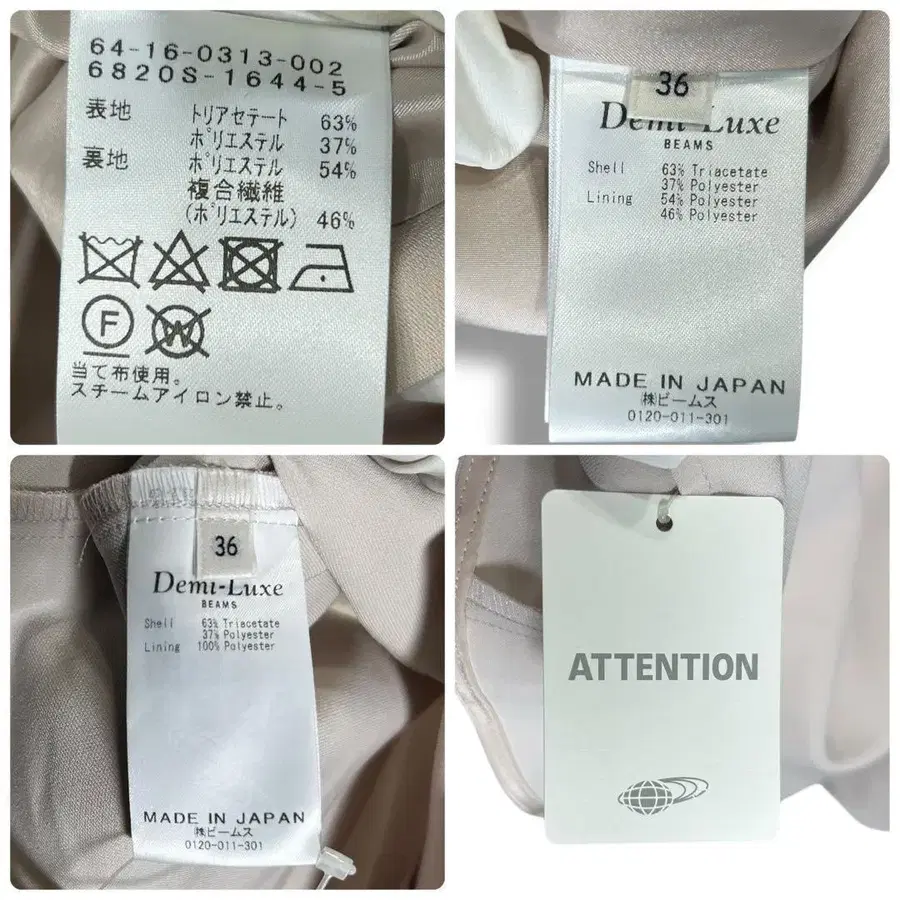 64-16-0313-002
6820S-1644-5
表地 トリアセテート 63%
ポリエステル 37%
裏地 ポリエステル 54%
複合繊維
(ポリエステル) 46%
F
W
当て布使用。
スチームアイロン禁止。
36
Demi-Luxe
BEAMS
Shell 63% Triacetate
37% Polyester
Lining 54% Polyester
46% Polyester
MADE IN JAPAN
㈱ビームス
0120-011-301
36
Demi-Luxe
BEAMS
Shell 63% Triacetate
37% Polyester
Lining 100% Polyester
MADE IN JAPAN
㈱ビームス
0120-011-301
ATTENTION